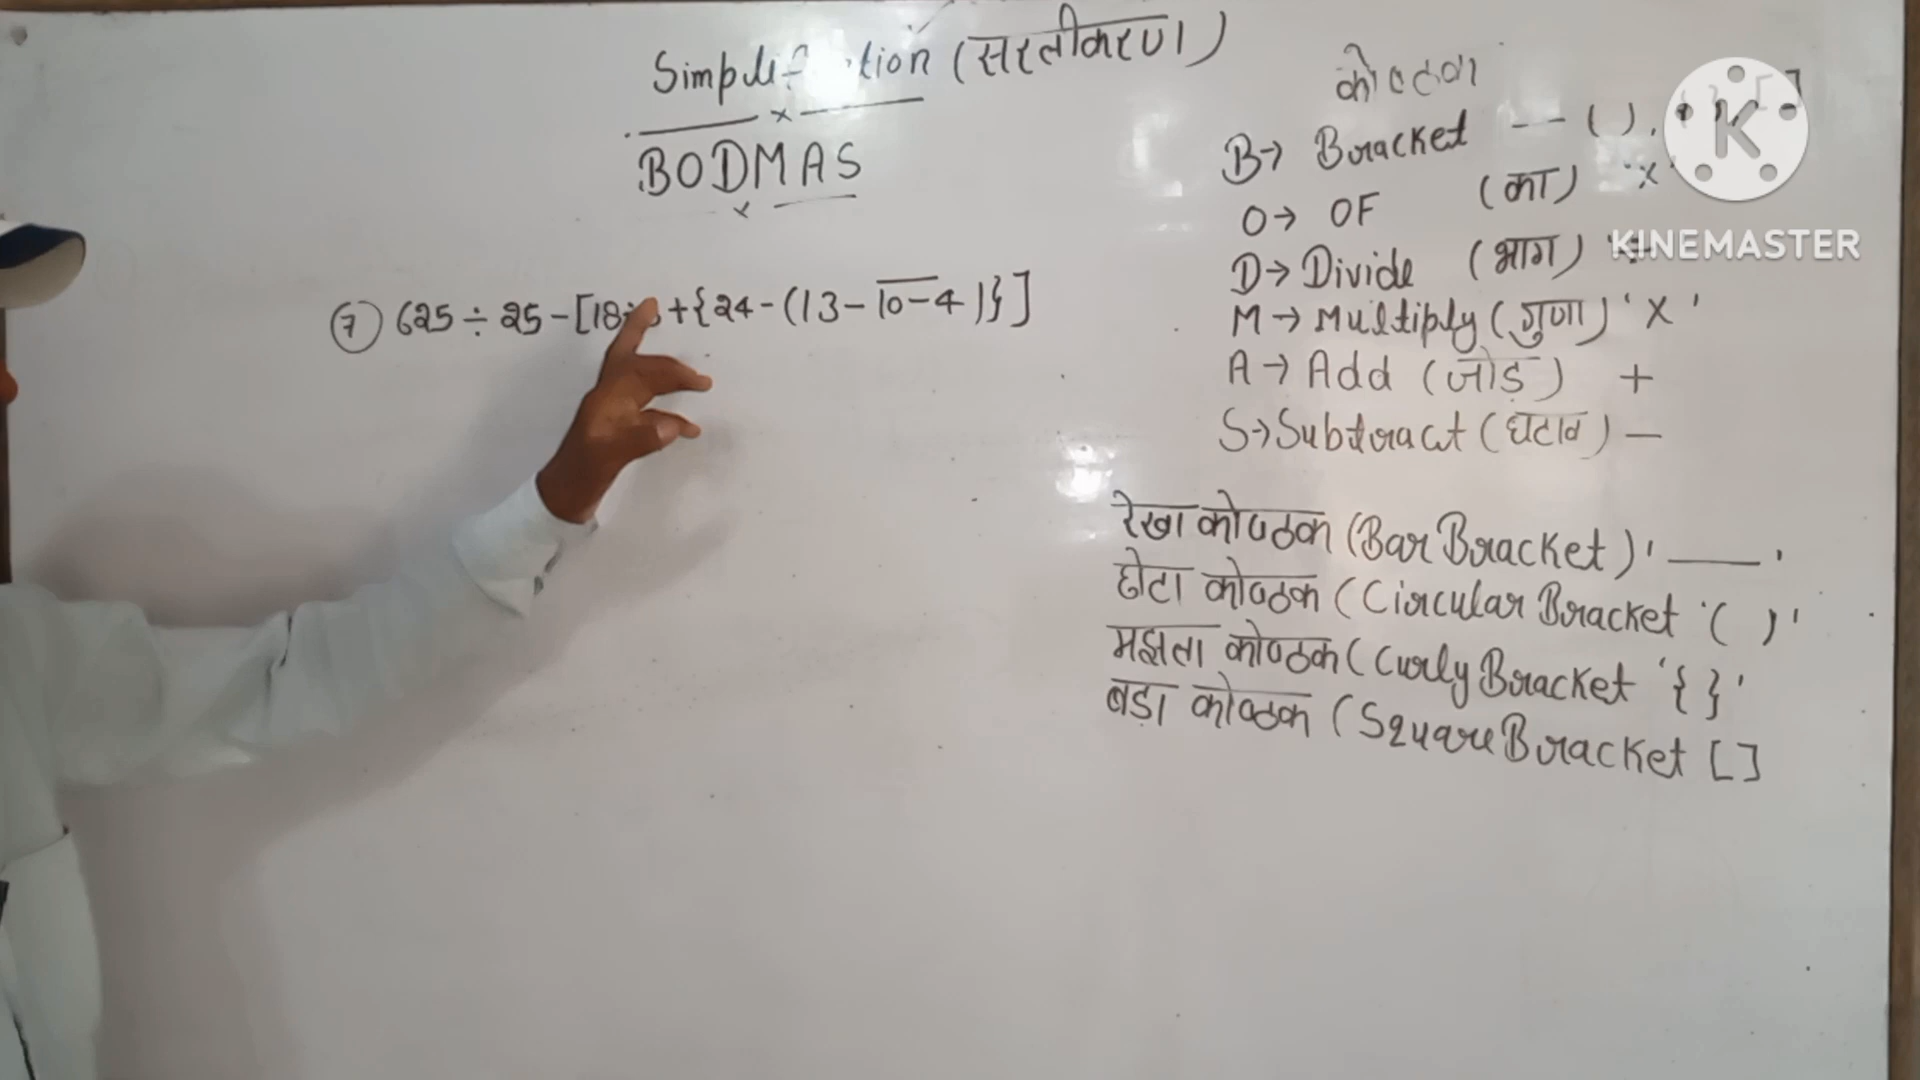 Simplification (सरलीकरण)
BODMAS
⑦ 625 ÷ 25 - [18 + {24 - (13 - 10̅ ̅-̅ 4)}]
कोष्ठक
B→ Bracket -- ( ),
O→ OF (का) 'x'
D→ Divide (भाग)
M→ Multiply (गुणा) 'X'
A→ Add (जोड़) +
S→ Subtract (घटाव) -
रेखा कोष्ठक (Bar Bracket) '——'
छोटा कोष्ठक (Circular Bracket '( )'
मझला कोष्ठक (Curly Bracket '{ }'
बड़ा कोष्ठक (Square Bracket [ ]
K
KINEMASTER